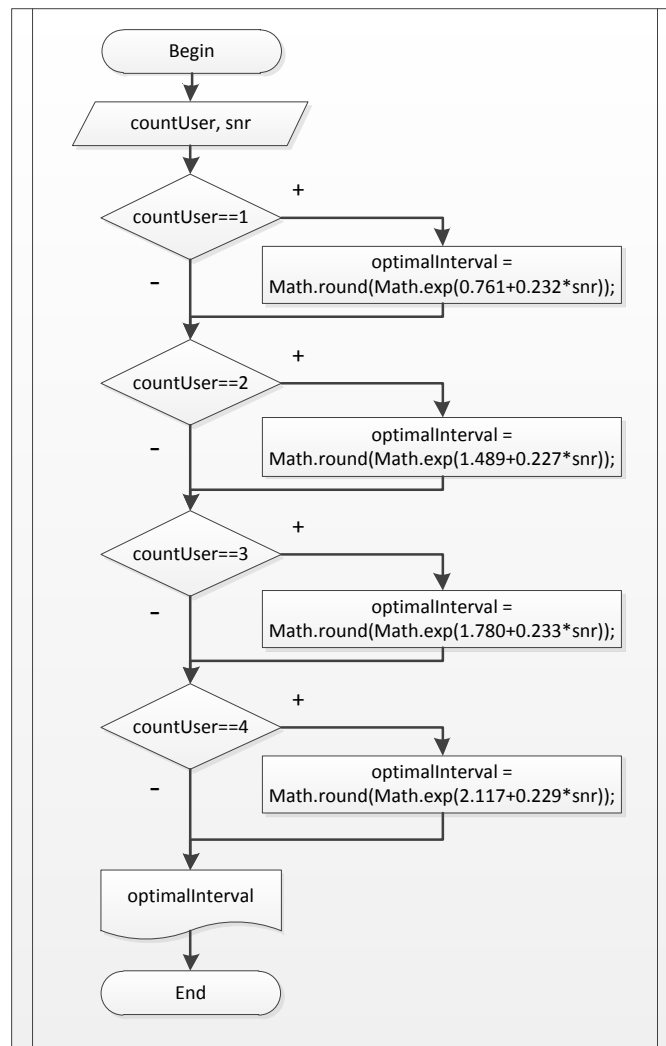 Begin
countUser, snr
countUser==1
+
optimalInterval =
Math.round(Math.exp(0.761+0.232*snr));
-
countUser==2
+
optimalInterval =
Math.round(Math.exp(1.489+0.227*snr));
-
countUser==3
+
optimalInterval =
Math.round(Math.exp(1.780+0.233*snr));
-
countUser==4
+
optimalInterval =
Math.round(Math.exp(2.117+0.229*snr));
-
optimalInterval
End